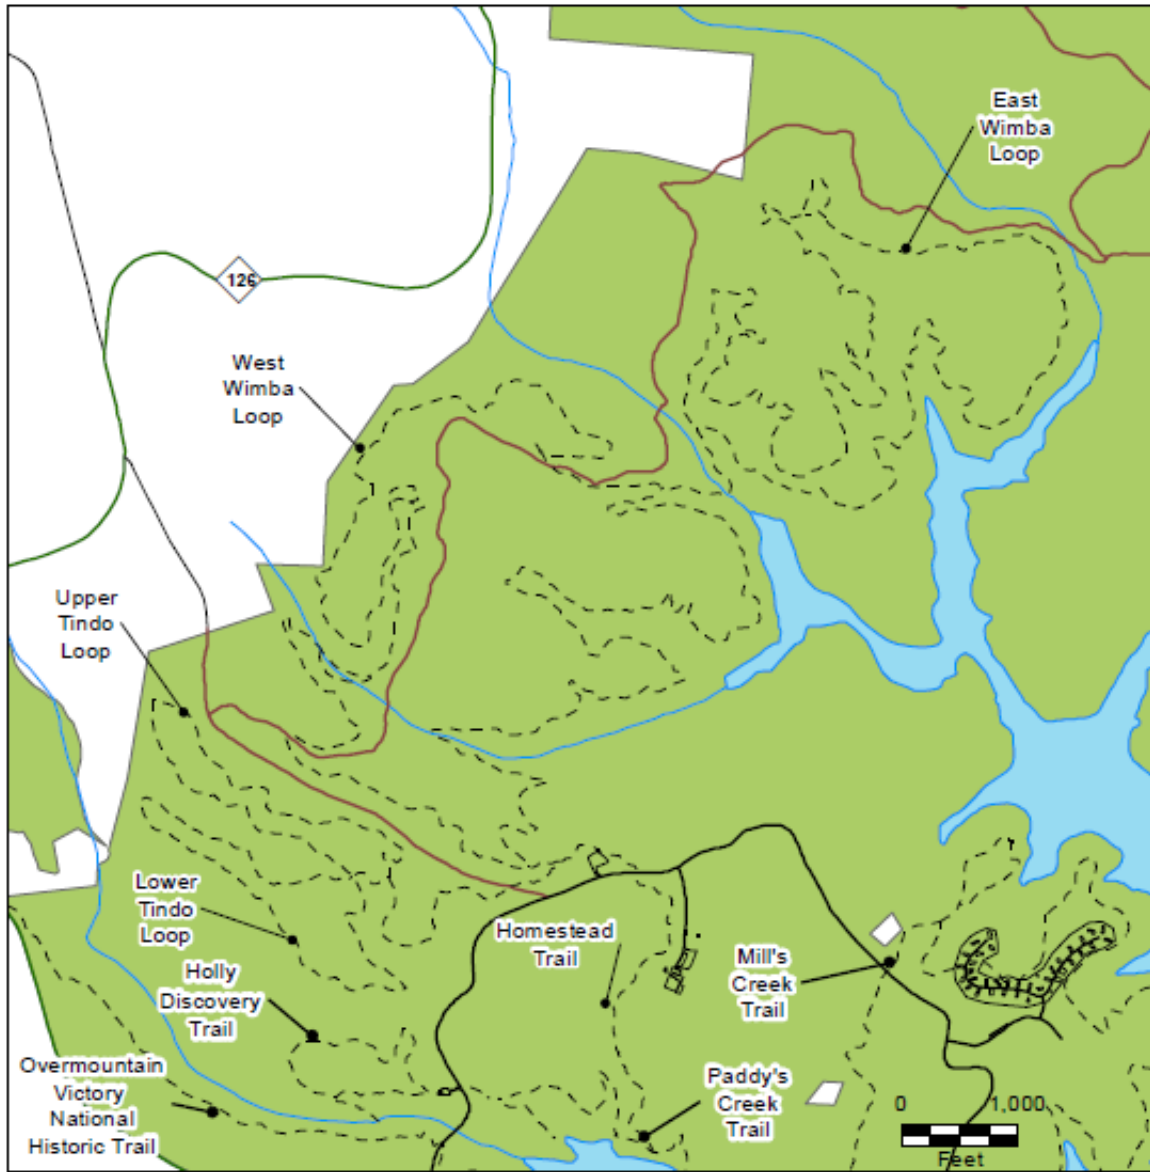 East
Wimba
Loop
126
West
Wimba
Loop
Upper
Tindo
Loop
Lower
Tindo
Loop
Homestead
Trail
Mill's
Creek
Trail
Holly
Discovery
Trail
Overmountain
Victory
National
Historic Trail
Paddy's
Creek
Trail
0 1,000
Feet